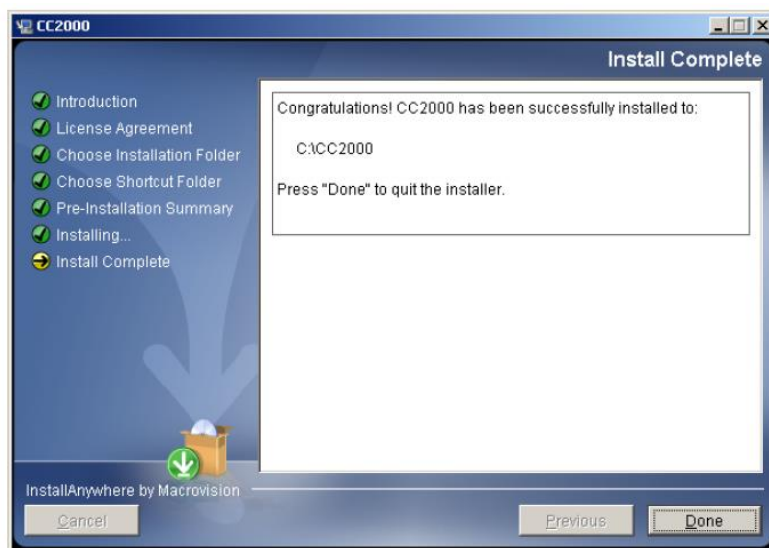 CC2000
Install Complete
Introduction
License Agreement
Choose Installation Folder
Choose Shortcut Folder
Pre-Installation Summary
Installing...
Install Complete
Congratulations! CC2000 has been successfully installed to:
C:\CC2000
Press "Done" to quit the installer.
InstallAnywhere by Macrovision
Cancel
Previous
Done